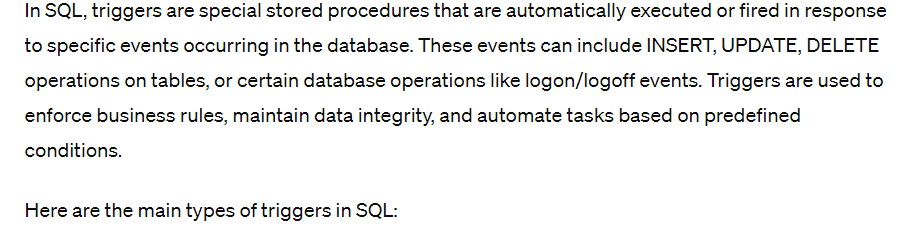 In SQL, triggers are special stored procedures that are automatically executed or fired in response
to specific events occurring in the database. These events can include INSERT, UPDATE, DELETE
operations on tables, or certain database operations like logon/logoff events. Triggers are used to
enforce business rules, maintain data integrity, and automate tasks based on predefined
conditions.
Here are the main types of triggers in SQL: